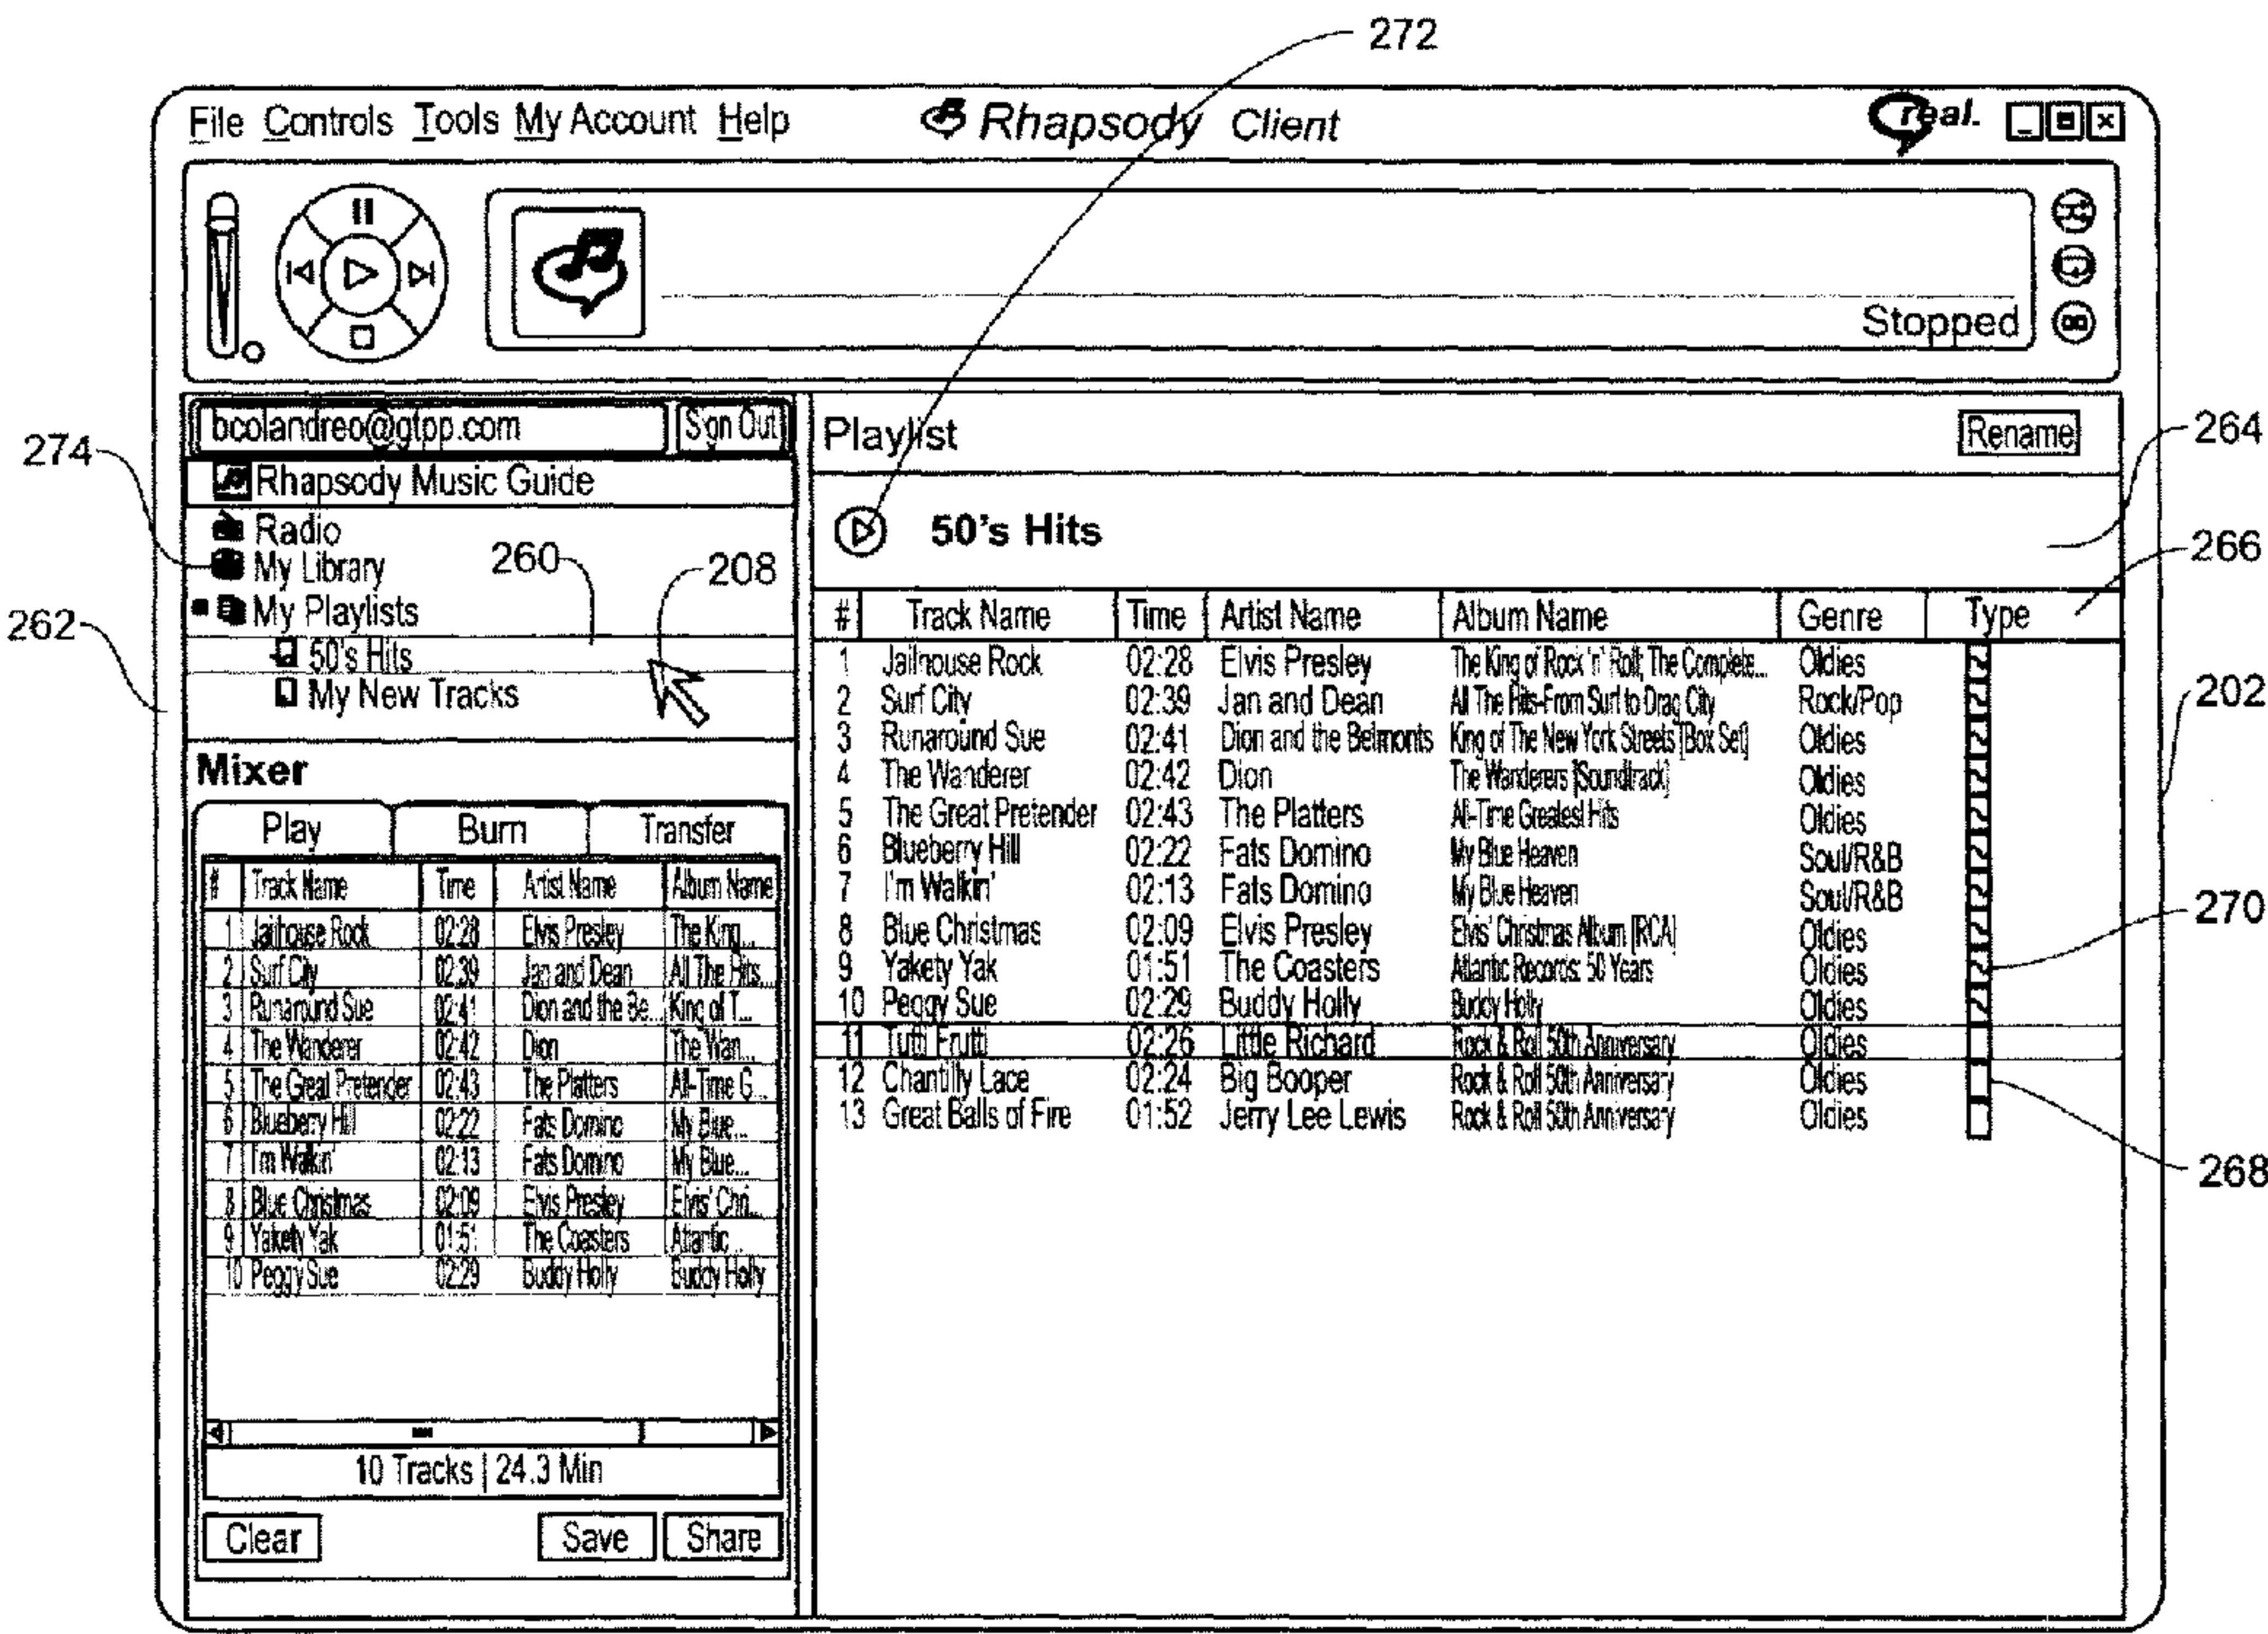 272
File Controls Tools My Account Help Rhapsody Client real.
Stopped
bcolandreo@gtpp.com Sign Out
Playlist Rename
264
274
Rhapsody Music Guide
Radio
My Library
My Playlists
260
208
50's Hits
My New Tracks
262
50's Hits
266
# Track Name Time Artist Name Album Name Genre Type
1 Jailhouse Rock 02:28 Elvis Presley The King of Rock 'n' Roll; The Complete... Oldies
2 Surf City 02:39 Jan and Dean All The Hits-From Surf to Drag City Rock/Pop
3 Runaround Sue 02:41 Dion and the Belmonts King of The New York Streets [Box Set] Oldies
4 The Wanderer 02:42 Dion The Wanderers [Soundtrack] Oldies
5 The Great Pretender 02:43 The Platters All-Time Greatest Hits Oldies
6 Blueberry Hill 02:22 Fats Domino My Blue Heaven Soul/R&B
7 I'm Walkin' 02:13 Fats Domino My Blue Heaven Soul/R&B
8 Blue Christmas 02:09 Elvis Presley Elvis' Christmas Album [RCA] Oldies
9 Yakety Yak 01:51 The Coasters Atlantic Records: 50 Years Oldies
10 Peggy Sue 02:29 Buddy Holly Buddy Holly Oldies
11 Tutti Frutti 02:26 Little Richard Rock & Roll 50th Anniversary Oldies
12 Chantilly Lace 02:24 Big Booper Rock & Roll 50th Anniversary Oldies
13 Great Balls of Fire 01:52 Jerry Lee Lewis Rock & Roll 50th Anniversary Oldies
202
270
268
Mixer
Play Burn Transfer
# Track Name Time Artist Name Album Name
1 Jailhouse Rock 02:28 Elvis Presley The King...
2 Surf City 02:39 Jan and Dean All The Hits...
3 Runaround Sue 02:41 Dion and the Be... King of T...
4 The Wanderer 02:42 Dion The Wan...
5 The Great Pretender 02:43 The Platters All-Time G...
6 Blueberry Hill 02:22 Fats Domino My Blue...
7 I'm Walkin' 02:13 Fats Domino My Blue...
8 Blue Christmas 02:09 Elvis Presley Elvis' Chri...
9 Yakety Yak 01:51 The Coasters Atlantic...
10 Peggy Sue 02:29 Buddy Holly Buddy Holly
10 Tracks | 24.3 Min
Clear Save Share